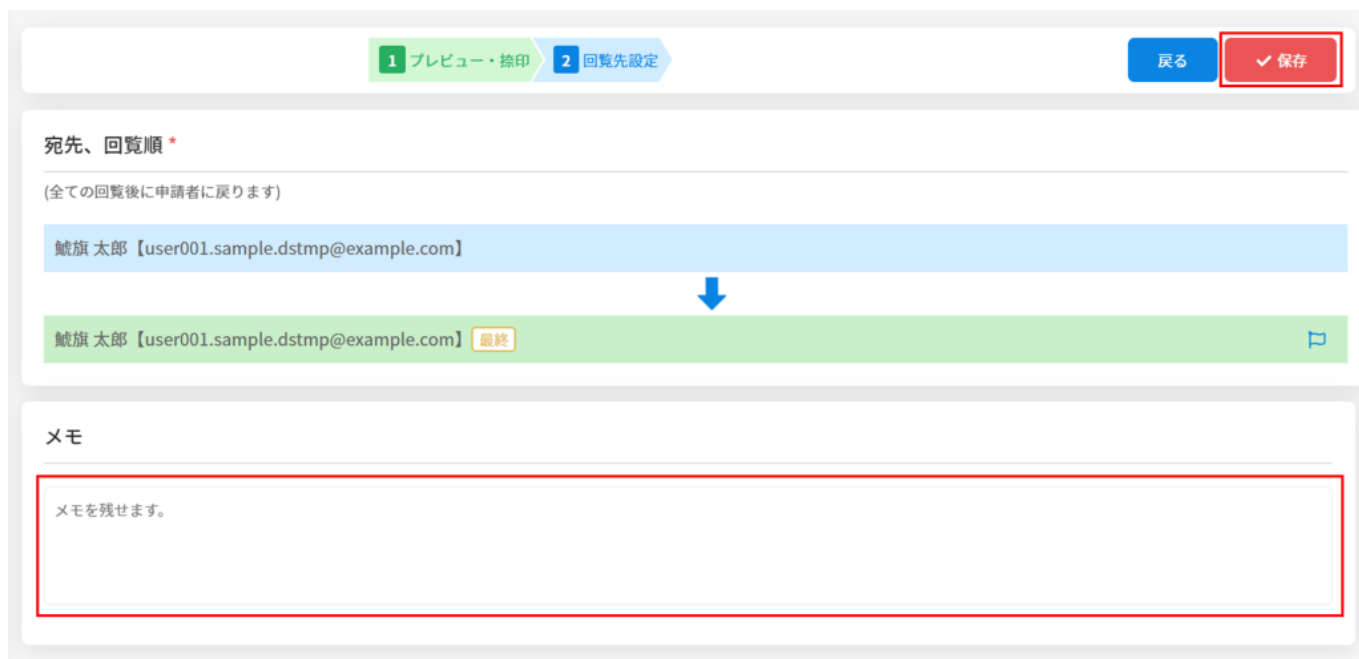 1 プレビュー・捺印 2 回覧先設定 戻る ✓ 保存
宛先、回覧順 *
(全ての回覧後に申請者に戻ります)
鯱旗 太郎【user001.sample.dstmp@example.com】
鯱旗 太郎【user001.sample.dstmp@example.com】 最終
メモ
メモを残せます。